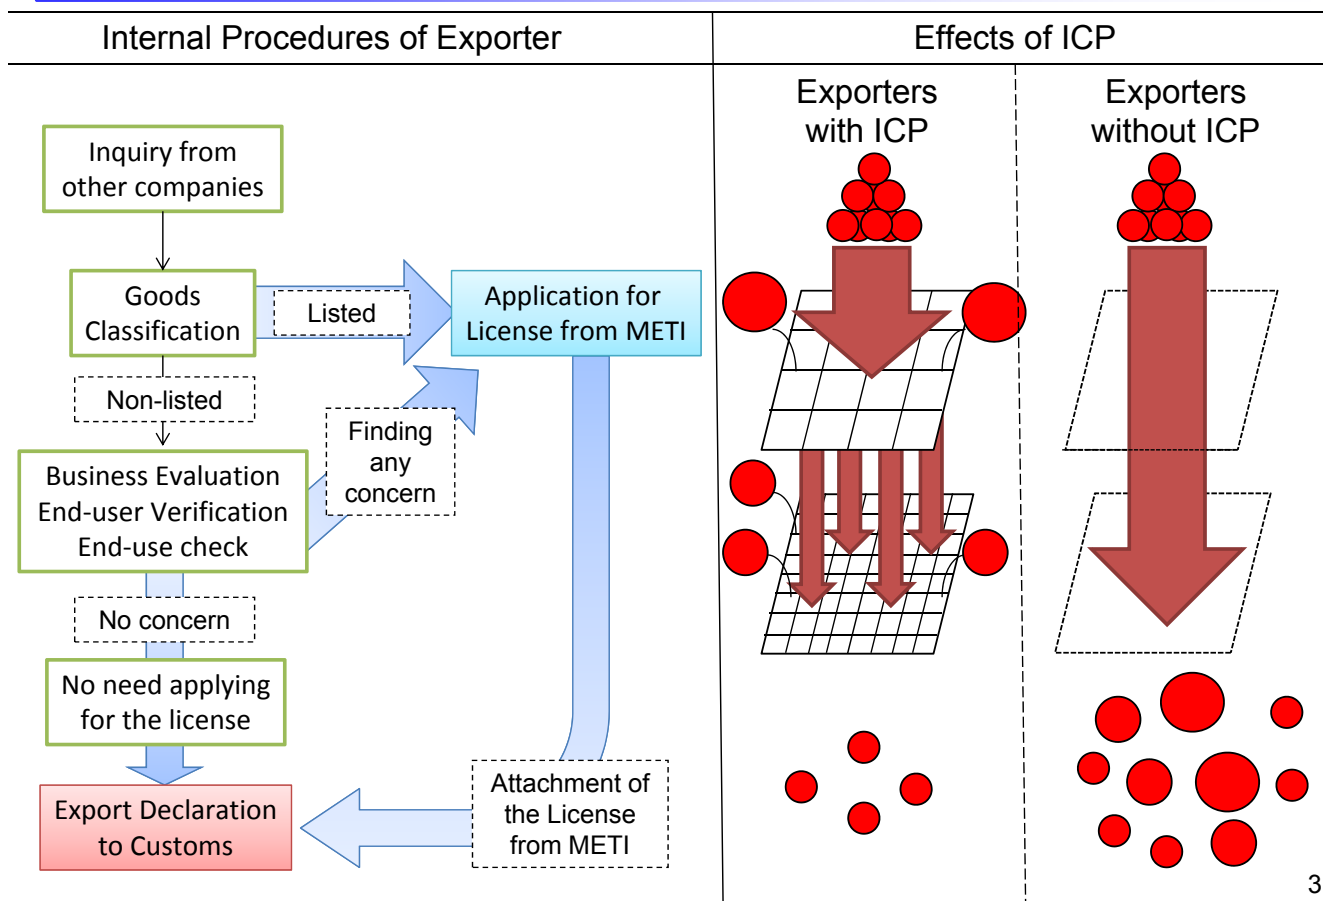 Internal Procedures of Exporter
Effects of ICP
Inquiry from
other companies
Goods
Classification
Listed
Application for
License from METI
Non-listed
Finding
any
concern
Business Evaluation
End-user Verification
End-use check
No concern
No need applying
for the license
Attachment of
the License
from METI
Export Declaration
to Customs
Exporters
with ICP
Exporters
without ICP
3